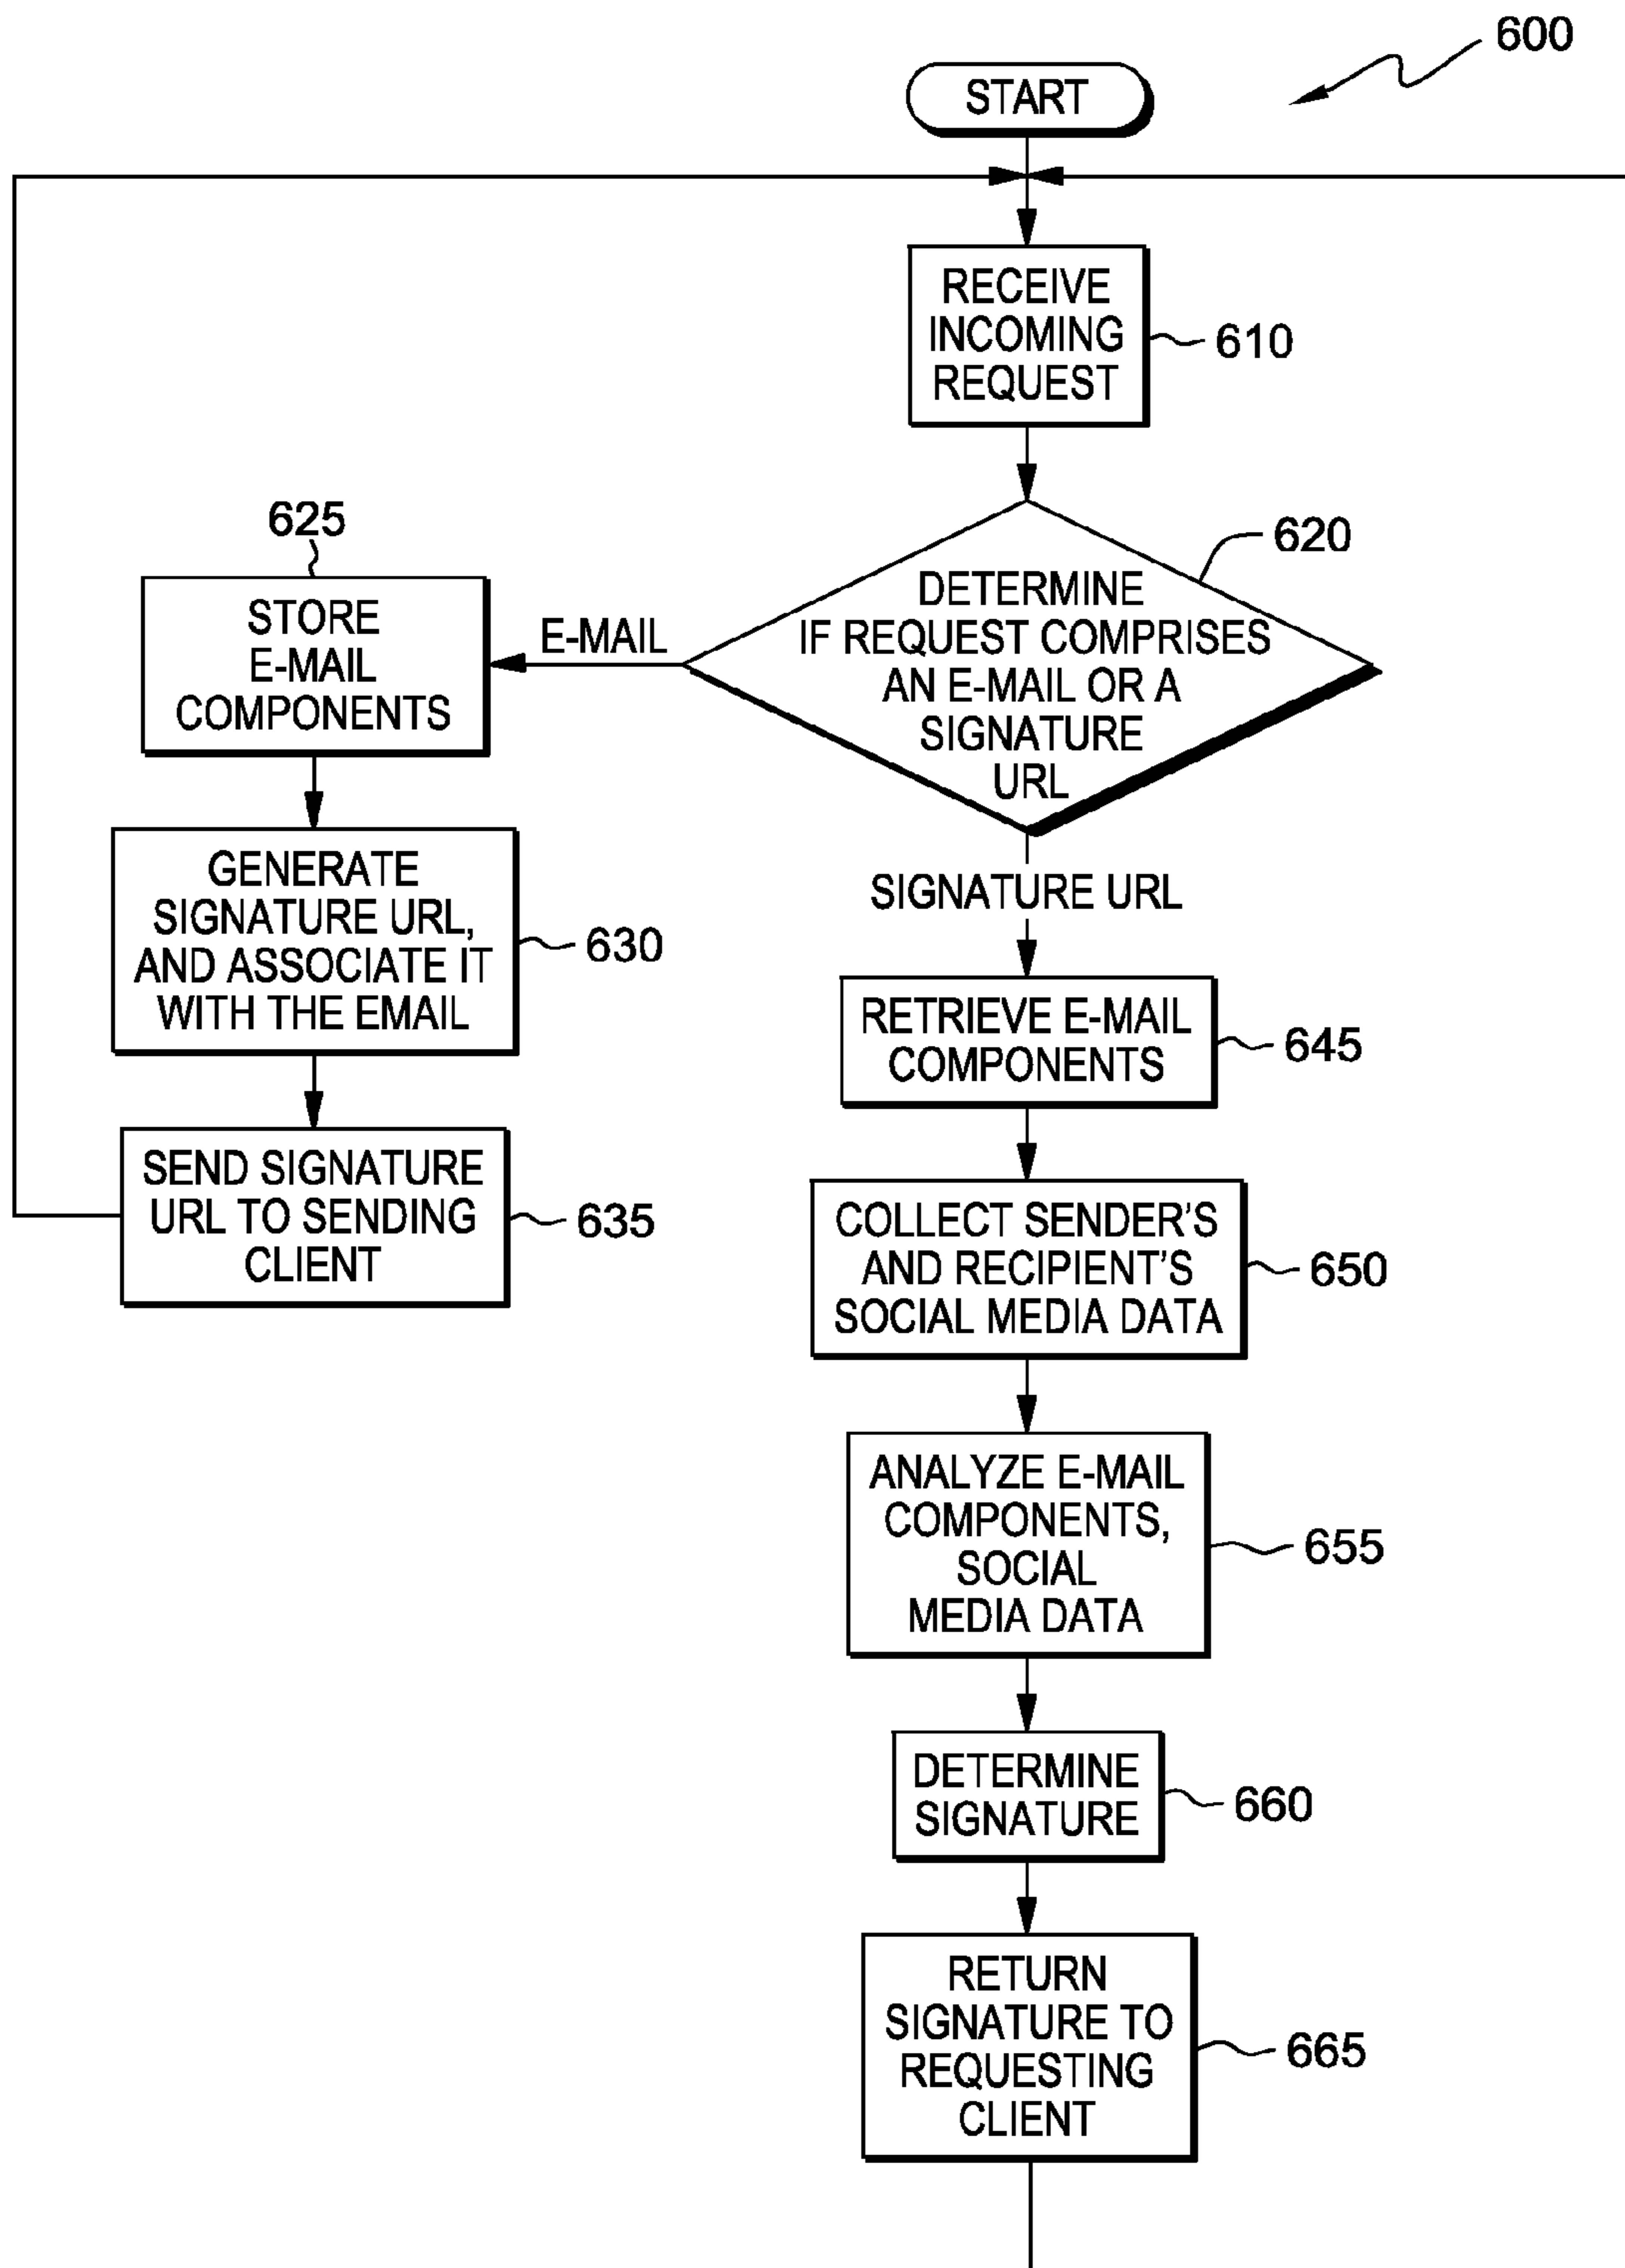 600
START
RECEIVE
INCOMING
REQUEST
610
620
DETERMINE
IF REQUEST COMPRISES
AN E-MAIL OR A
SIGNATURE
URL
E-MAIL
625
STORE
E-MAIL
COMPONENTS
GENERATE
SIGNATURE URL,
AND ASSOCIATE IT
WITH THE EMAIL
630
SEND SIGNATURE
URL TO SENDING
CLIENT
635
SIGNATURE URL
RETRIEVE E-MAIL
COMPONENTS
645
COLLECT SENDER'S
AND RECIPIENT'S
SOCIAL MEDIA DATA
650
ANALYZE E-MAIL
COMPONENTS,
SOCIAL
MEDIA DATA
655
DETERMINE
SIGNATURE
660
RETURN
SIGNATURE TO
REQUESTING
CLIENT
665